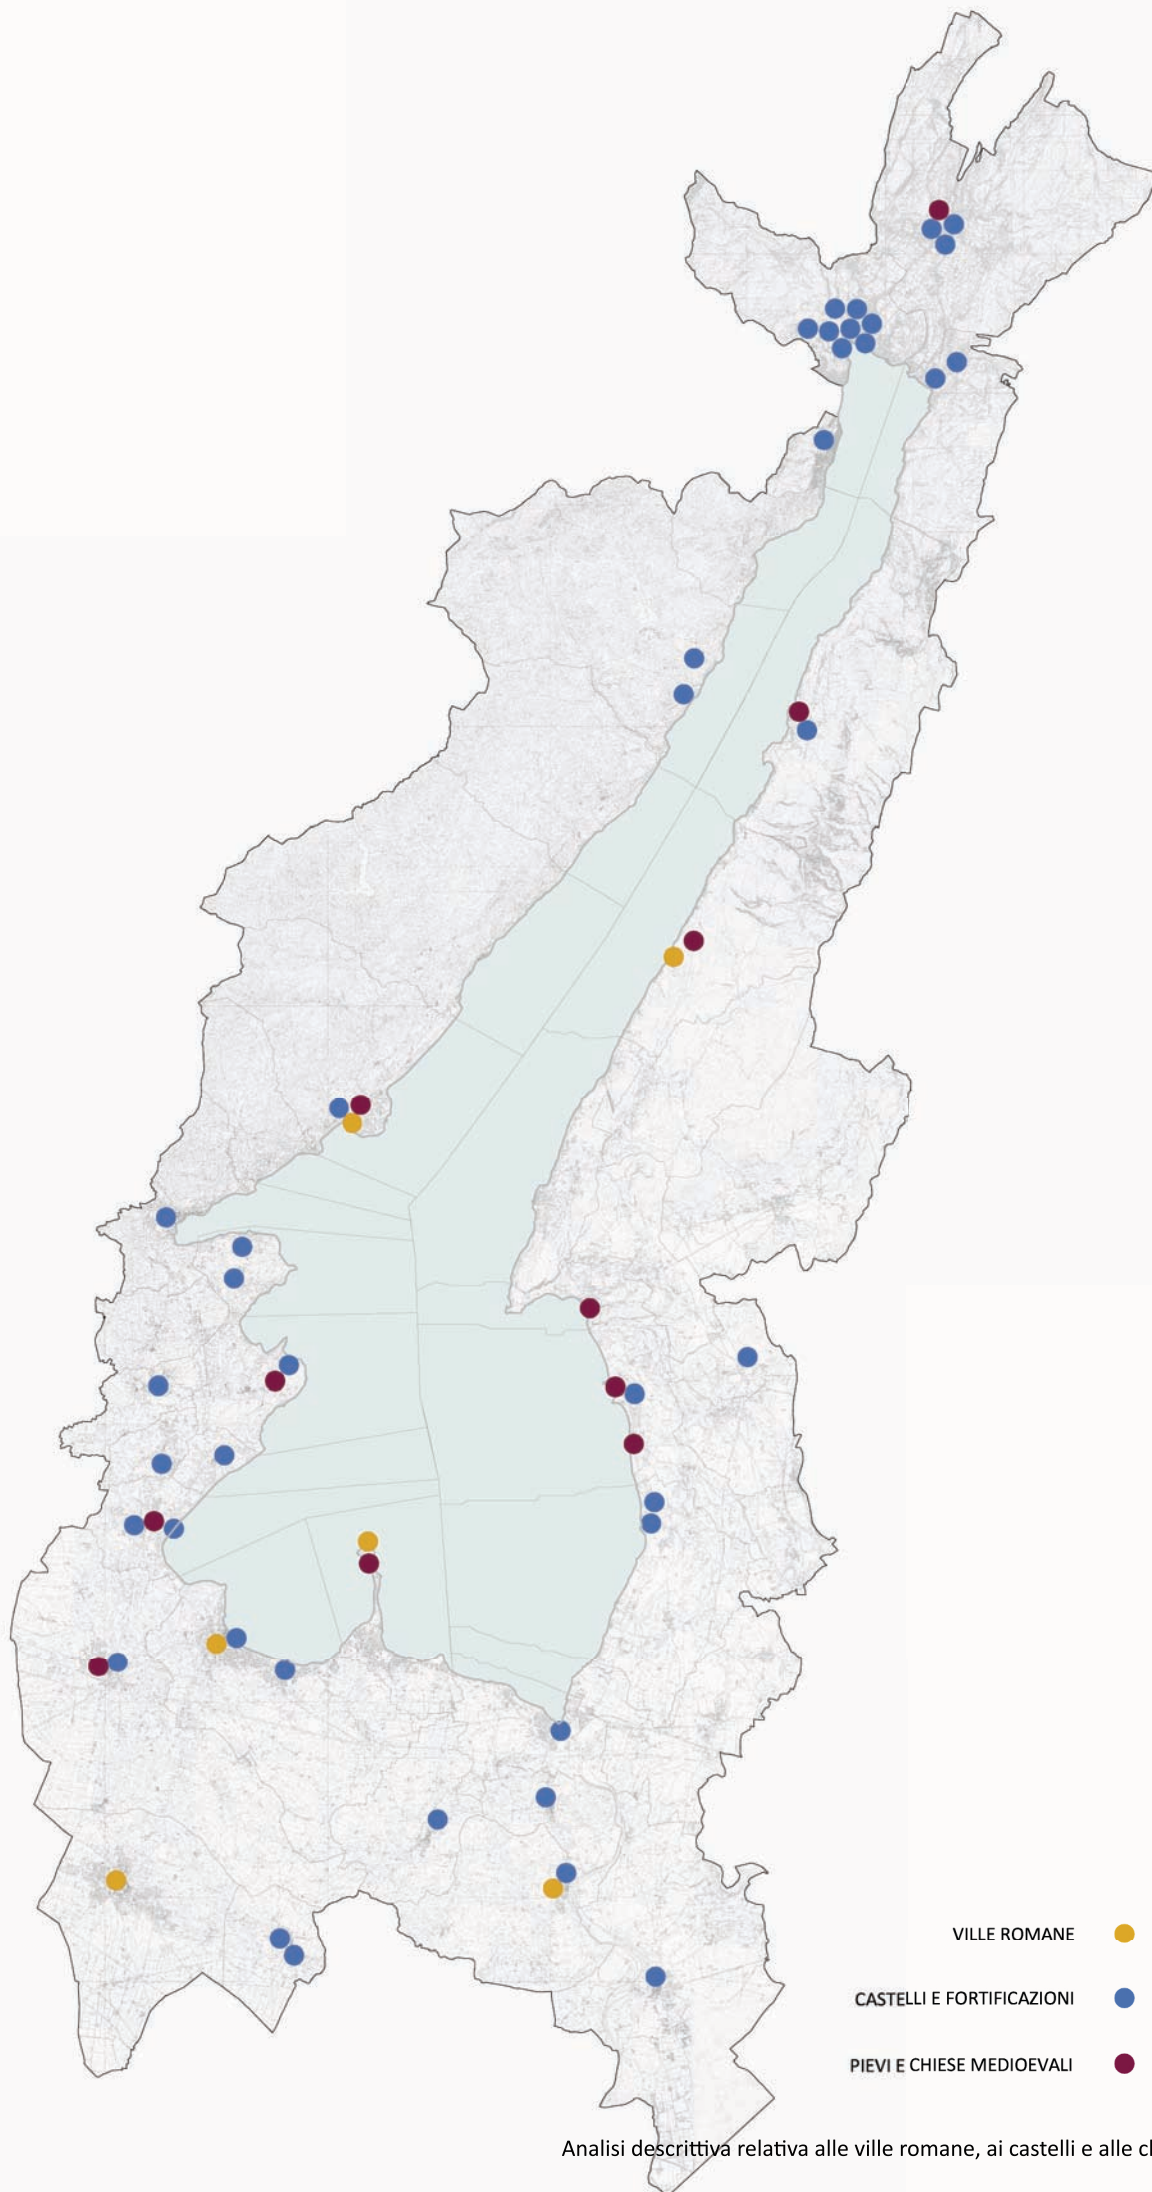 VILLE ROMANE
CASTELLI E FORTIFICAZIONI
PIEVI E CHIESE MEDIOEVALI
Analisi descrittiva relativa alle ville romane, ai castelli e alle